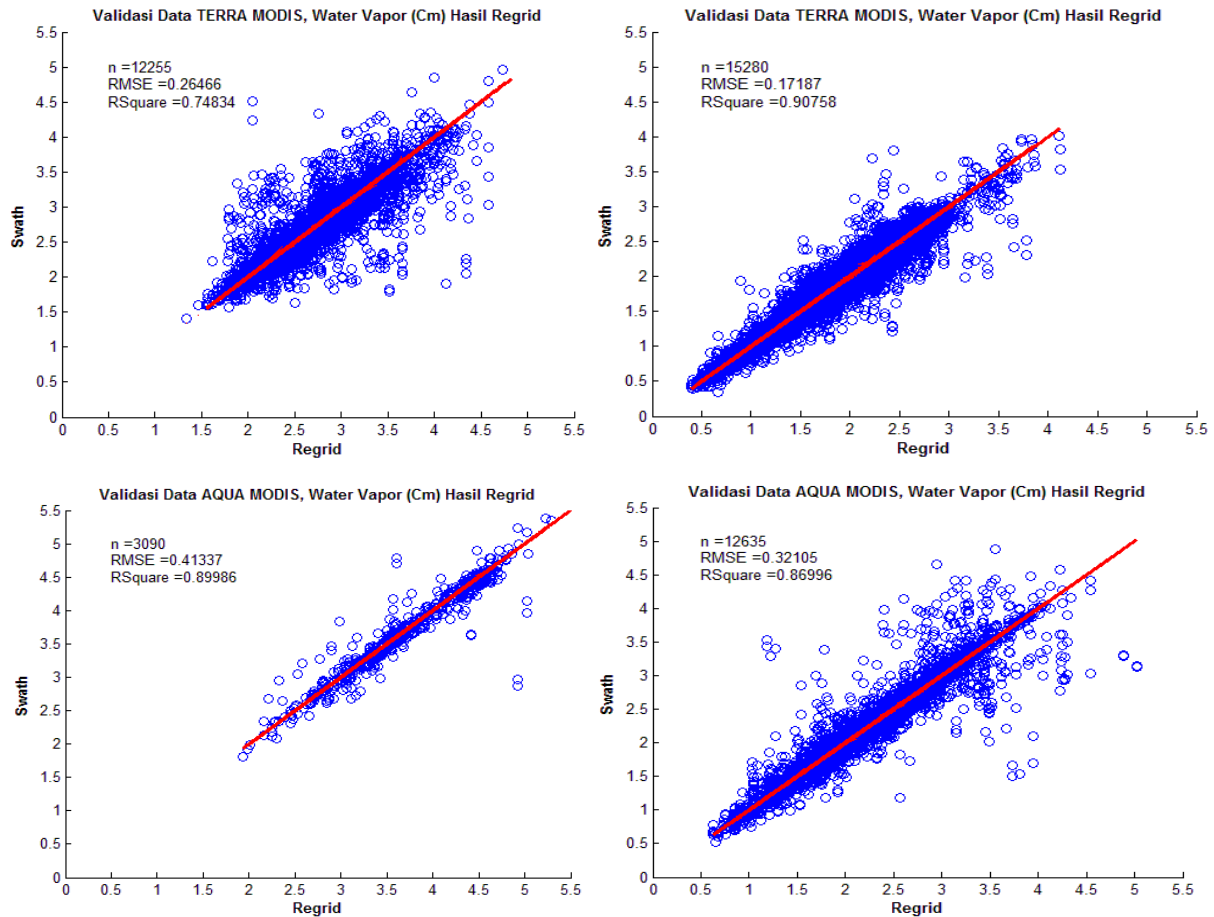 Validasi Data TERRA MODIS, Water Vapor (Cm) Hasil Regrid
5.5
5
4.5
4
3.5
3
2.5
2
1.5
1
0.5
0
n =12255
RMSE =0.26466
RSquare =0.74834
Swath
0 0.5 1 1.5 2 2.5 3 3.5 4 4.5 5 5.5
Regrid
Validasi Data TERRA MODIS, Water Vapor (Cm) Hasil Regrid
5.5
5
4.5
4
3.5
3
2.5
2
1.5
1
0.5
0
n =15280
RMSE =0.17187
RSquare =0.90758
Swath
0 0.5 1 1.5 2 2.5 3 3.5 4 4.5 5 5.5
Regrid
Validasi Data AQUA MODIS, Water Vapor (Cm) Hasil Regrid
5.5
5
4.5
4
3.5
3
2.5
2
1.5
1
0.5
0
n =3090
RMSE =0.41337
RSquare =0.89986
Swath
0 0.5 1 1.5 2 2.5 3 3.5 4 4.5 5 5.5
Regrid
Validasi Data AQUA MODIS, Water Vapor (Cm) Hasil Regrid
5.5
5
4.5
4
3.5
3
2.5
2
1.5
1
0.5
0
n =12635
RMSE =0.32105
RSquare =0.86996
Swath
0 0.5 1 1.5 2 2.5 3 3.5 4 4.5 5 5.5
Regrid